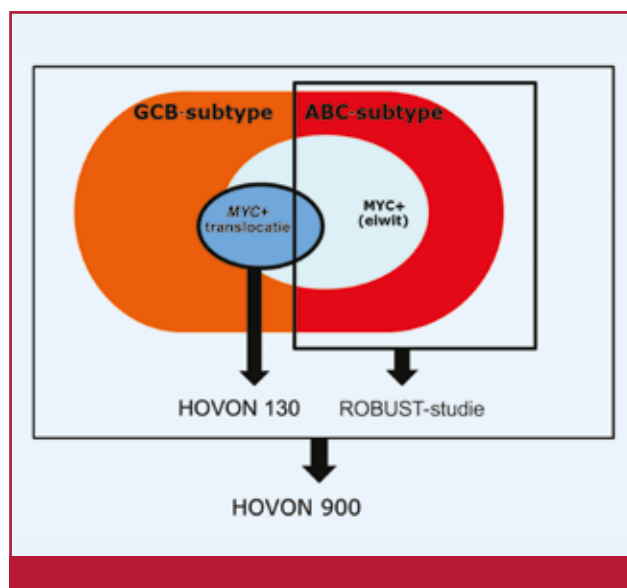 GCB-subtype
ABC-subtype
MYC+
translocatie
MYC+
(eiwit)
HOVON 130
ROBUST-studie
HOVON 900